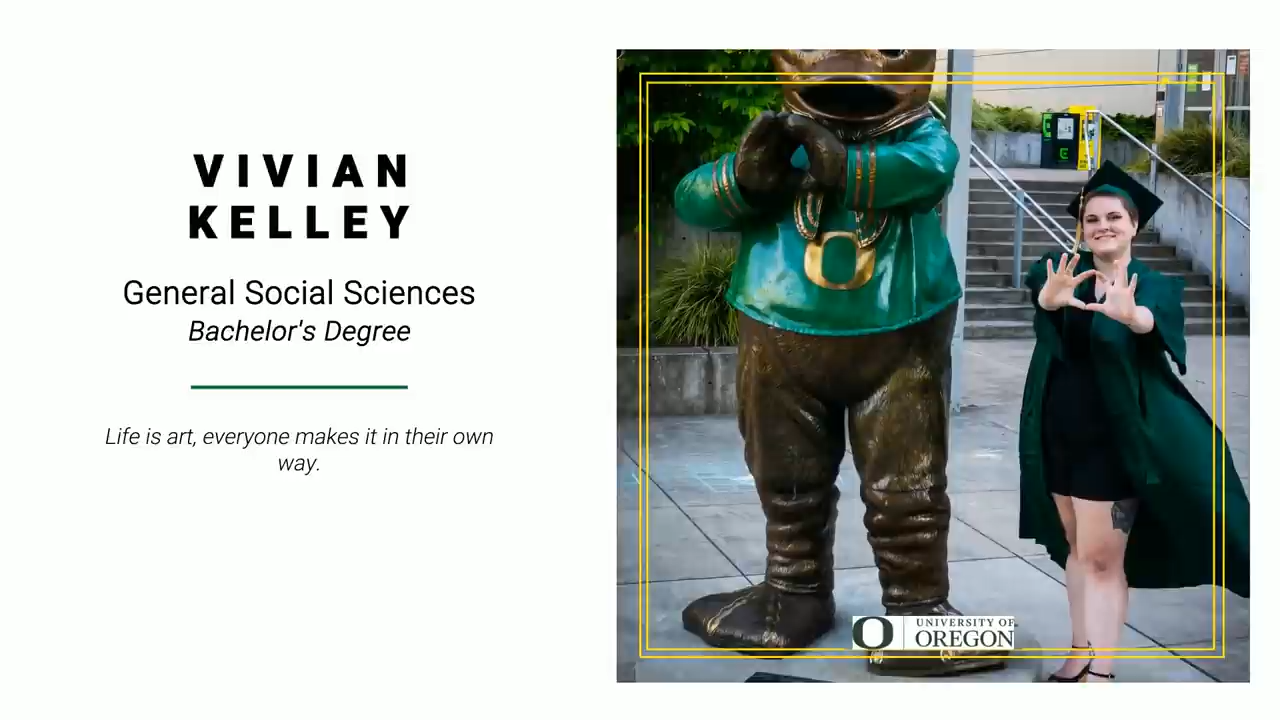 VIVIAN
KELLEY
General Social Sciences
Bachelor's Degree
Life is art, everyone makes it in their own
way.
O
O
UNIVERSITY OF
OREGON